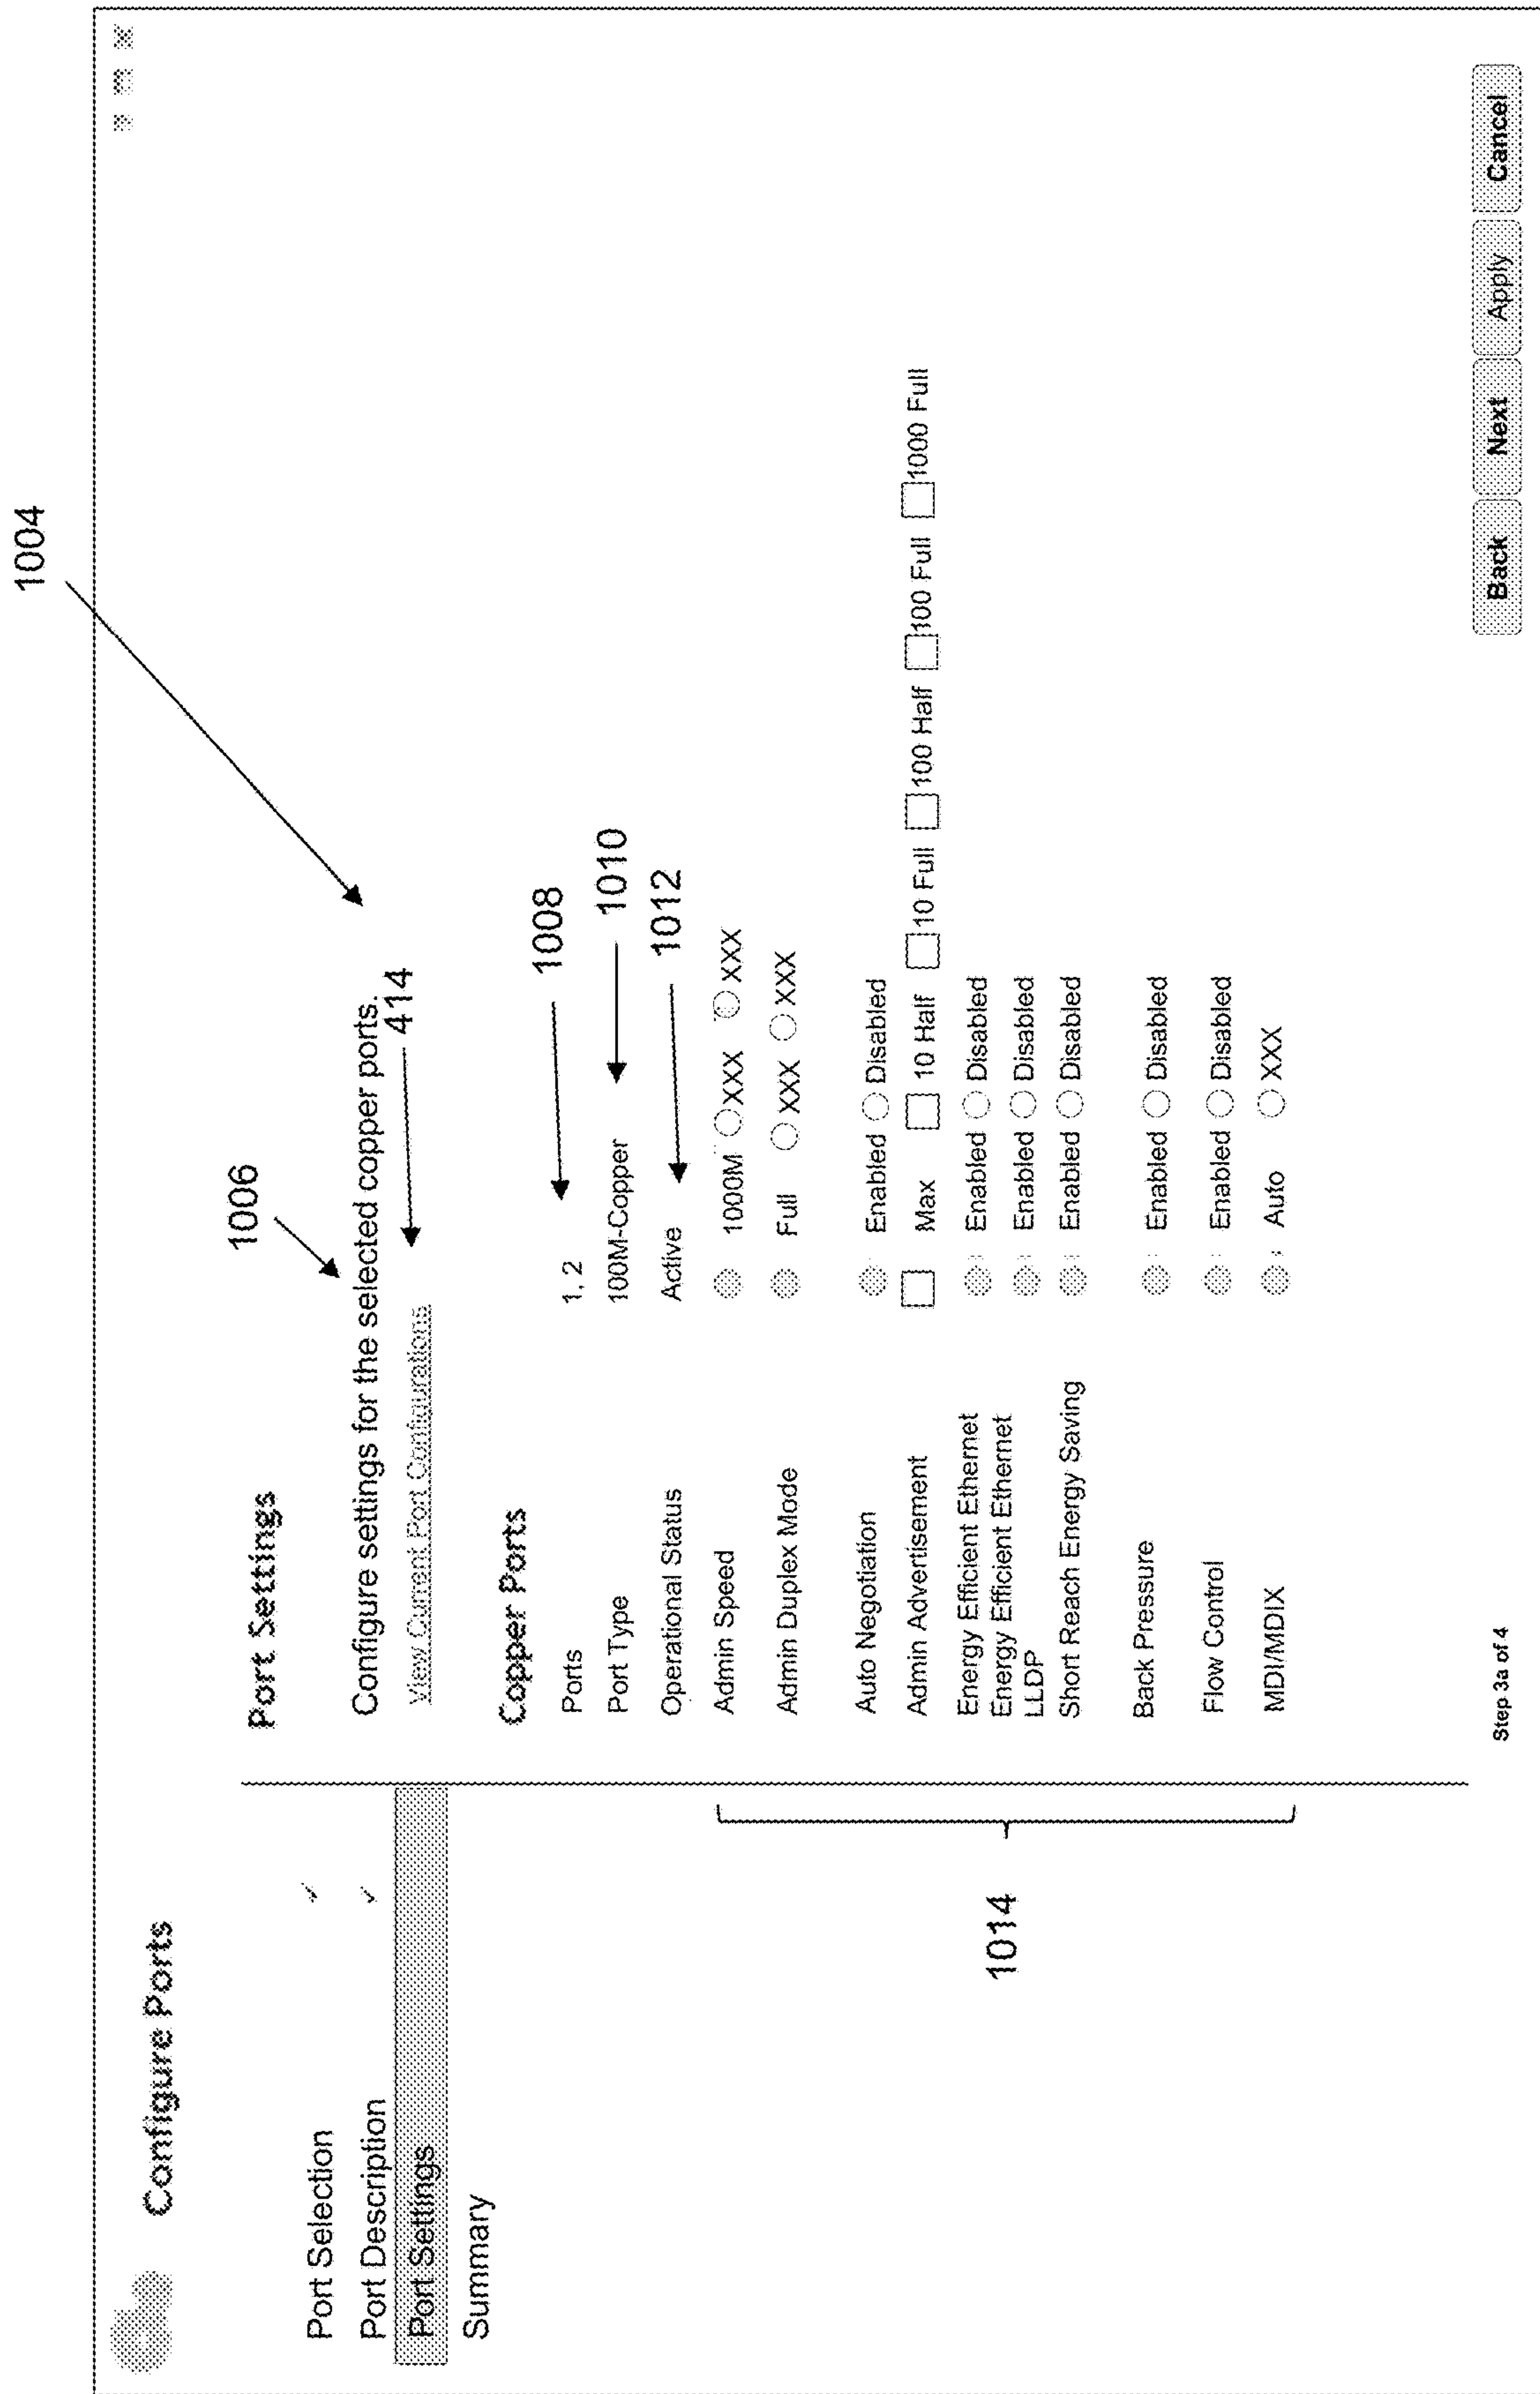 1004
Configure Ports
Port Selection ✓
Port Description ✓
Port Settings
Summary
Port Settings
1006
Configure settings for the selected copper ports.
View Current Port Configurations
414
Copper Ports
Ports 1, 2 1008
Port Type 100M-Copper 1010
Operational Status Active 1012
Admin Speed 1000M XXX XXX
Admin Duplex Mode Full XXX XXX
Auto Negotiation Enabled Disabled
Admin Advertisement Max 10 Half 10 Full 100 Half 100 Full 1000 Full
Energy Efficient Ethernet Enabled Disabled
Energy Efficient Ethernet
LLDP Enabled Disabled
Short Reach Energy Saving Enabled Disabled
Back Pressure Enabled Disabled
Flow Control Enabled Disabled
MDI/MDIX Auto XXX
1014
Step 3a of 4
Back Next Apply Cancel